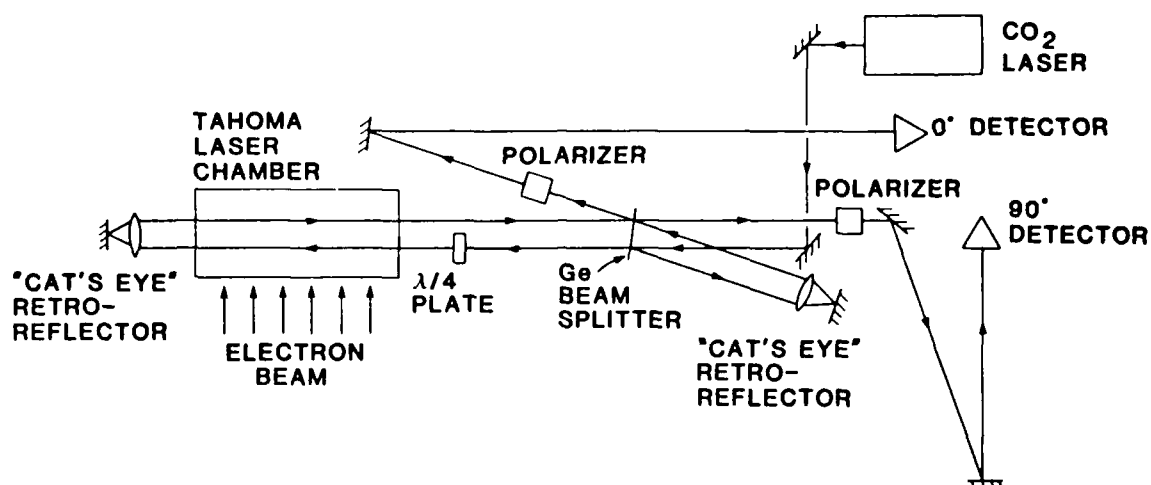 CO2
LASER
TAHOMA
LASER
CHAMBER
0° DETECTOR
POLARIZER
POLARIZER
90°
DETECTOR
"CAT'S EYE"
RETRO-
REFLECTOR
λ/4
PLATE
Ge
BEAM
SPLITTER
ELECTRON
BEAM
"CAT'S EYE"
RETRO-
REFLECTOR